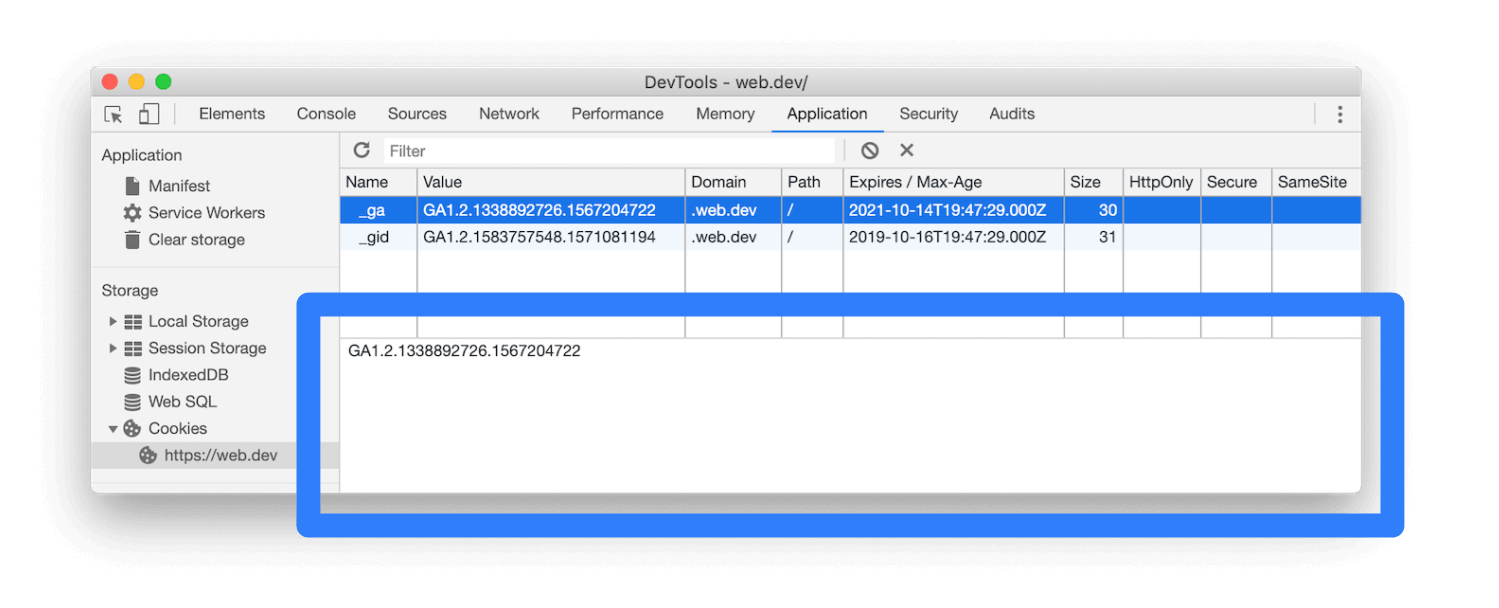 DevTools - web.dev/
Elements Console Sources Network Performance Memory Application Security Audits
Application
Manifest
Service Workers
Clear storage
Storage
Local Storage
Session Storage
IndexedDB
Web SQL
Cookies
https://web.dev
Filter
Name Value Domain Path Expires / Max-Age Size HttpOnly Secure SameSite
_ga GA1.2.1338892726.1567204722 .web.dev / 2021-10-14T19:47:29.000Z 30
_gid GA1.2.1583757548.1571081194 .web.dev / 2019-10-16T19:47:29.000Z 31
GA1.2.1338892726.1567204722